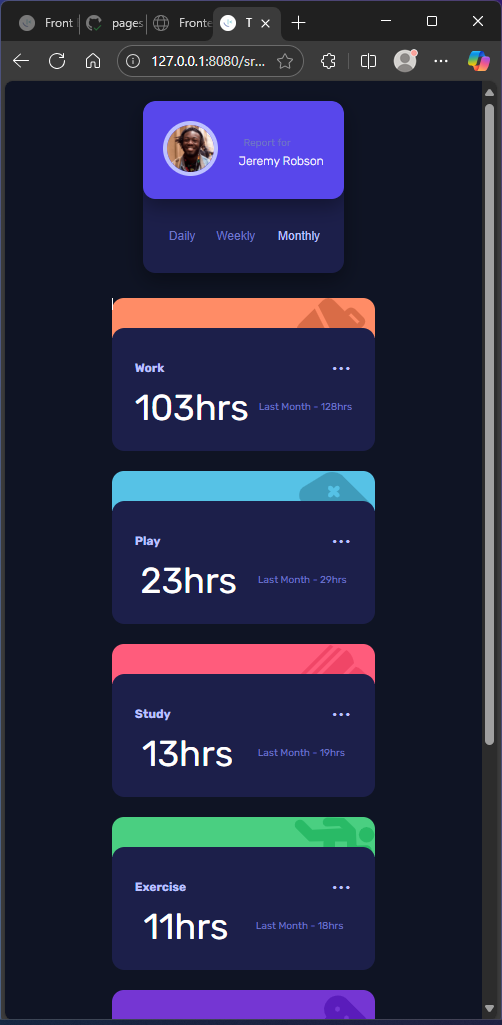 Front
pages
Fronte
T
127.0.0.1:8080/sr...
Report for
Jeremy Robson
Daily Weekly Monthly
Work
103hrs Last Month - 128hrs
Play
23hrs Last Month - 29hrs
Study
13hrs Last Month - 19hrs
Exercise
11hrs Last Month - 18hrs